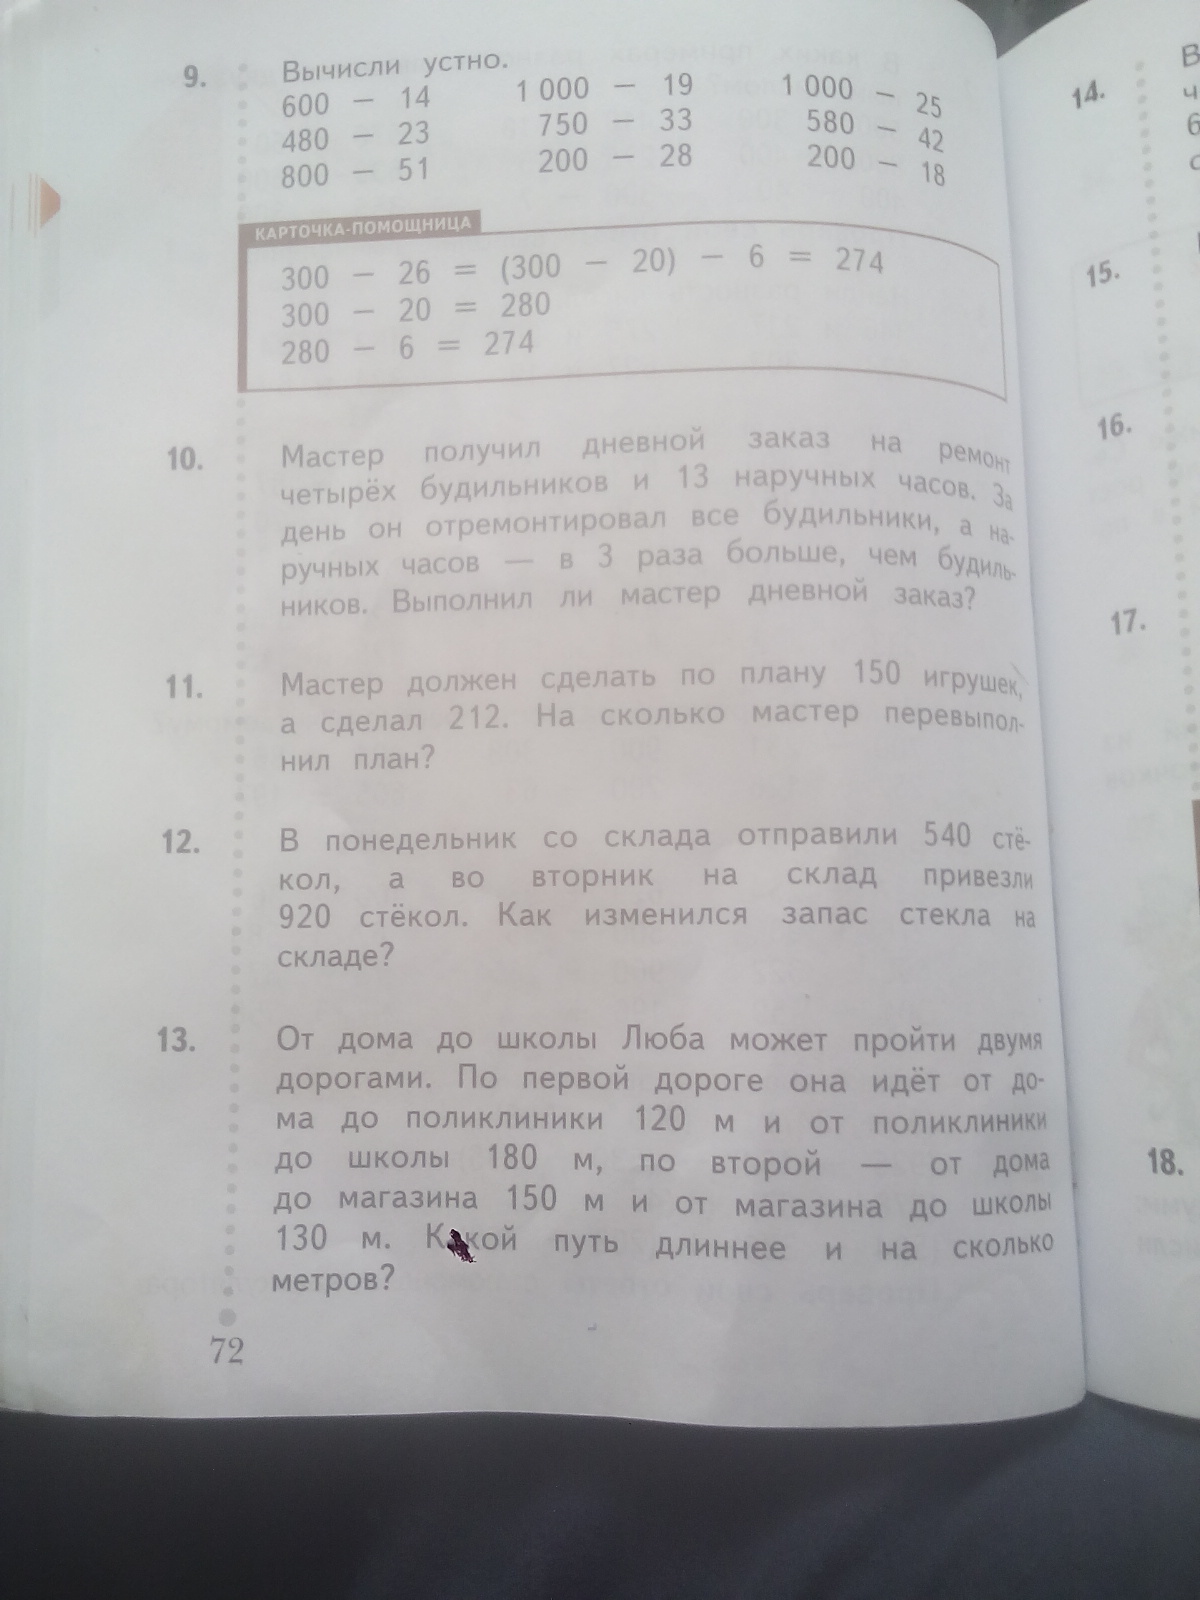 9. Вычисли устно.
600 − 14 1 000 − 19 1 000 − 25
480 − 23 750 − 33 580 − 42
800 − 51 200 − 28 200 − 18
КАРТОЧКА-ПОМОЩНИЦА
300 − 26 = (300 − 20) − 6 = 274
300 − 20 = 280
280 − 6 = 274
10. Мастер получил дневной заказ на ремонт
четырёх будильников и 13 наручных часов. За
день он отремонтировал все будильники, а на-
ручных часов — в 3 раза больше, чем будиль-
ников. Выполнил ли мастер дневной заказ?
11. Мастер должен сделать по плану 150 игрушек,
а сделал 212. На сколько мастер перевыпол-
нил план?
12. В понедельник со склада отправили 540 стё-
кол, а во вторник на склад привезли
920 стёкол. Как изменился запас стекла на
складе?
13. От дома до школы Люба может пройти двумя
дорогами. По первой дороге она идёт от до-
ма до поликлиники 120 м и от поликлиники
до школы 180 м, по второй — от дома
до магазина 150 м и от магазина до школы
130 м. Какой путь длиннее и на сколько
метров?
72
14.
15.
16.
17.
18.